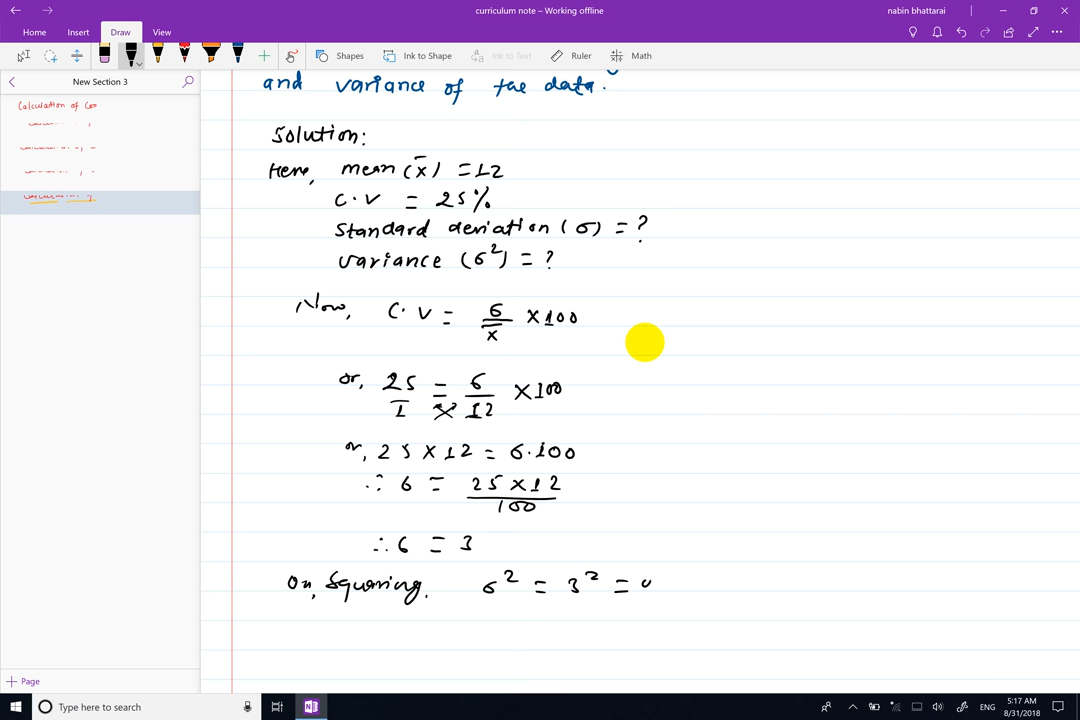 curriculum note – Working offline
nabin bhattarai
Home Insert Draw View
Shapes Ink to Shape Ink to Text Ruler Math
New Section 3
Calculation of Coe
and variance of the data.
Solution:
Here, mean (x̄) = 12
C.V = 25%
Standard deviation (σ) = ?
Variance (σ²) = ?
Now, C.V = σ/x̄ × 100
or, 25/1 = σ/12 × 100
or, 25 × 12 = σ.100
∴ σ = 25 × 12/100
∴ σ = 3
On, Squaring. σ² = 3² =
+ Page
Type here to search
ENG
5:17 AM
8/31/2018